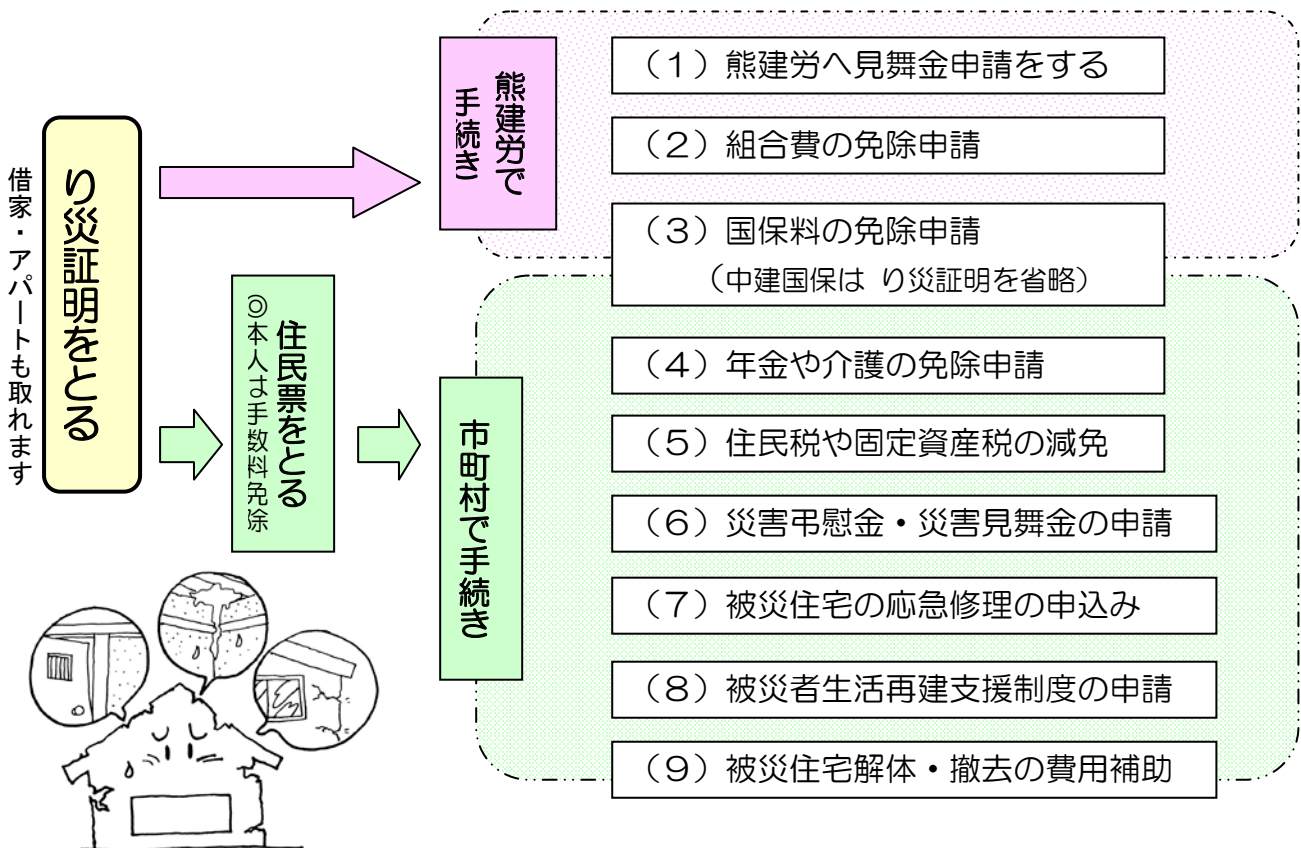 借家・アパートも取れます
り災証明をとる
住民票をとる
◎本人は手数料免除
熊建労で
手続き
（1）熊建労へ見舞金申請をする
（2）組合費の免除申請
（3）国保料の免除申請
（中建国保は り災証明を省略）
市町村で手続き
（4）年金や介護の免除申請
（5）住民税や固定資産税の減免
（6）災害弔慰金・災害見舞金の申請
（7）被災住宅の応急修理の申込み
（8）被災者生活再建支援制度の申請
（9）被災住宅解体・撤去の費用補助